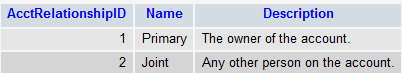 AcctRelationshipID Name Description
1 Primary The owner of the account.
2 Joint Any other person on the account.